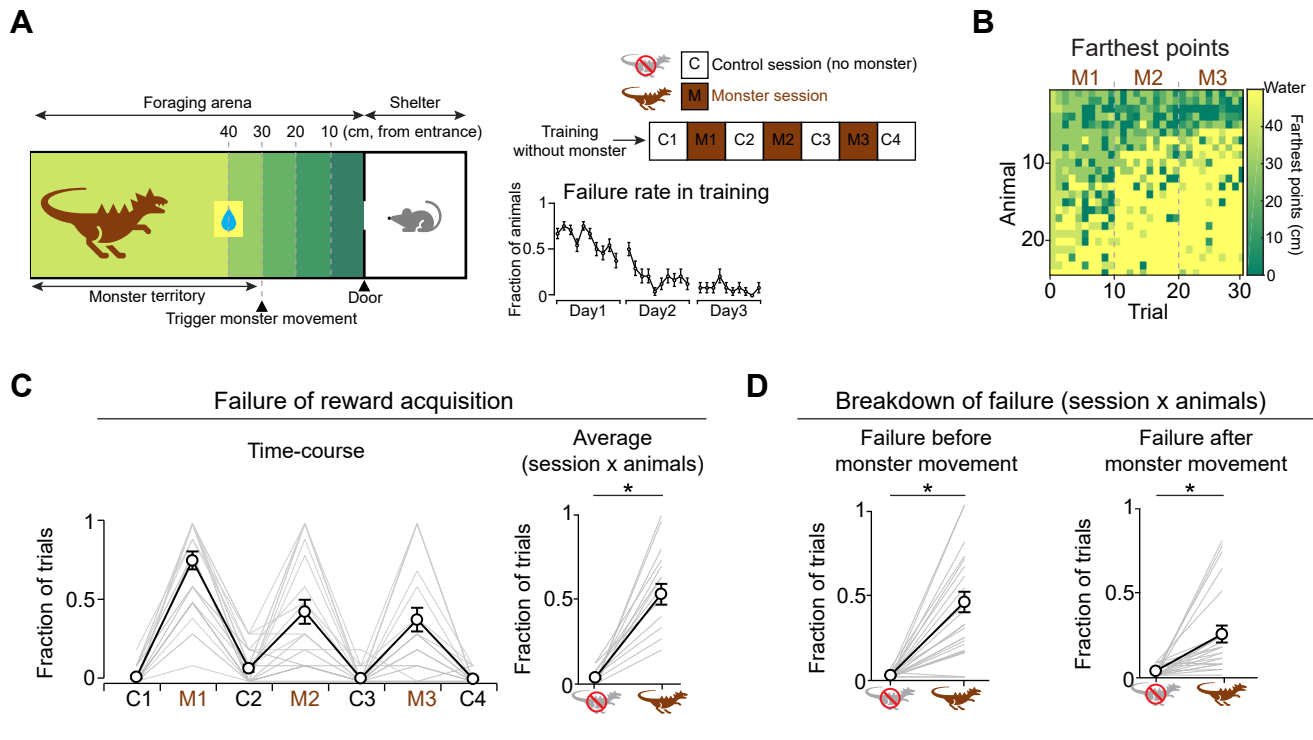 A
Foraging arena
Shelter
40 30 20 10 (cm, from entrance)
Monster territory
Door
Trigger monster movement
C Control session (no monster)
M Monster session
Training
without monster
C1 M1 C2 M2 C3 M3 C4
Failure rate in training
Fraction of animals
1
0.5
0
Day1 Day2 Day3
B
Farthest points
M1 M2 M3
Water
Animal
10
20
0 10 20 30
Trial
40
30
20
10
0
Farthest points (cm)
C
Failure of reward acquisition
Time-course
Fraction of trials
1
0.5
0
C1 M1 C2 M2 C3 M3 C4
Average
(session x animals)
*
Fraction of trials
1
0.5
0
D
Breakdown of failure (session x animals)
Failure before
monster movement
*
Fraction of trials
1
0.5
0
Failure after
monster movement
*
Fraction of trials
1
0.5
0